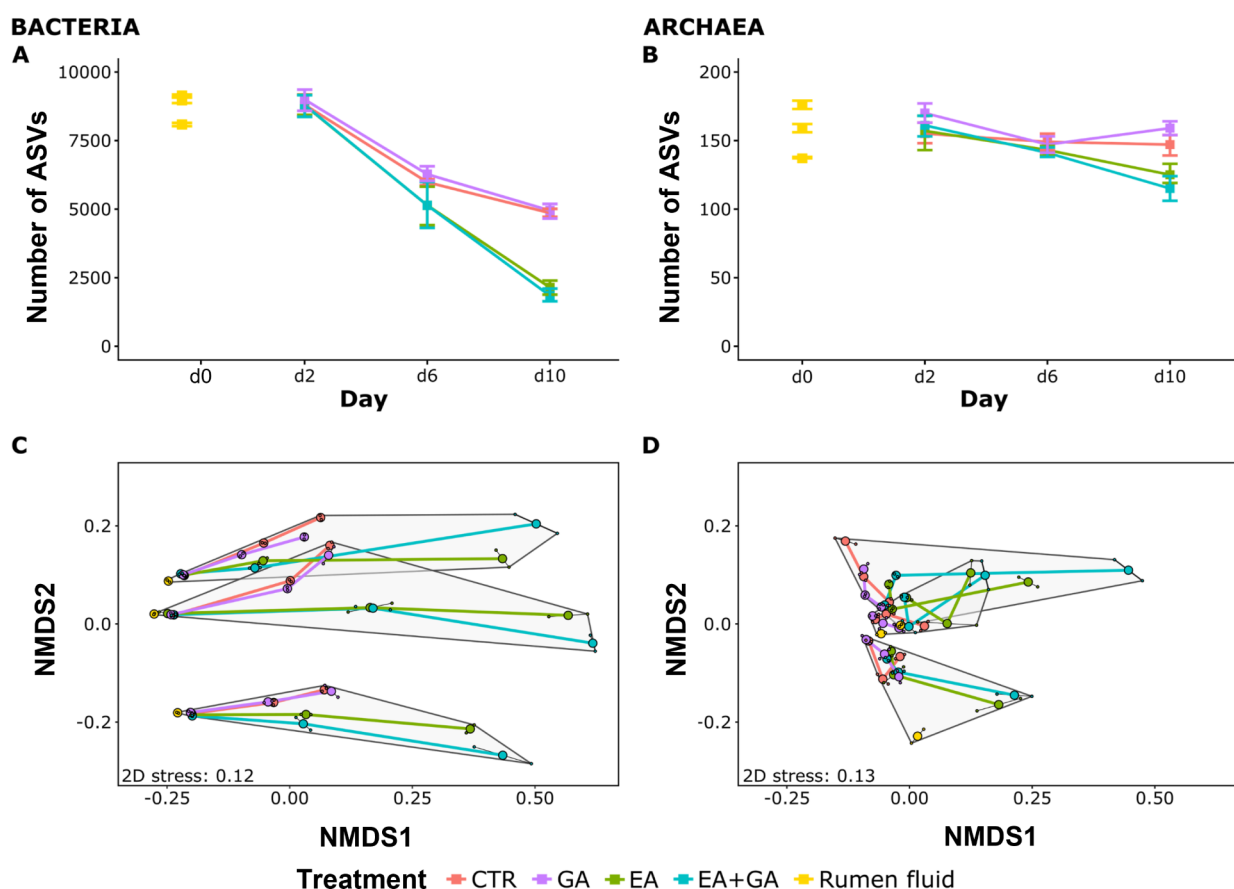 BACTERIA
ARCHAEA
A
B
10000
7500
5000
2500
0
Number of ASVs
d0
d2
d6
d10
Day
200
150
100
50
0
Number of ASVs
d0
d2
d6
d10
Day
C
D
0.2
0.0
-0.2
NMDS2
2D stress: 0.12
-0.25
0.00
0.25
0.50
NMDS1
0.2
0.0
-0.2
NMDS2
2D stress: 0.13
-0.25
0.00
0.25
0.50
NMDS1
Treatment CTR GA EA EA+GA Rumen fluid